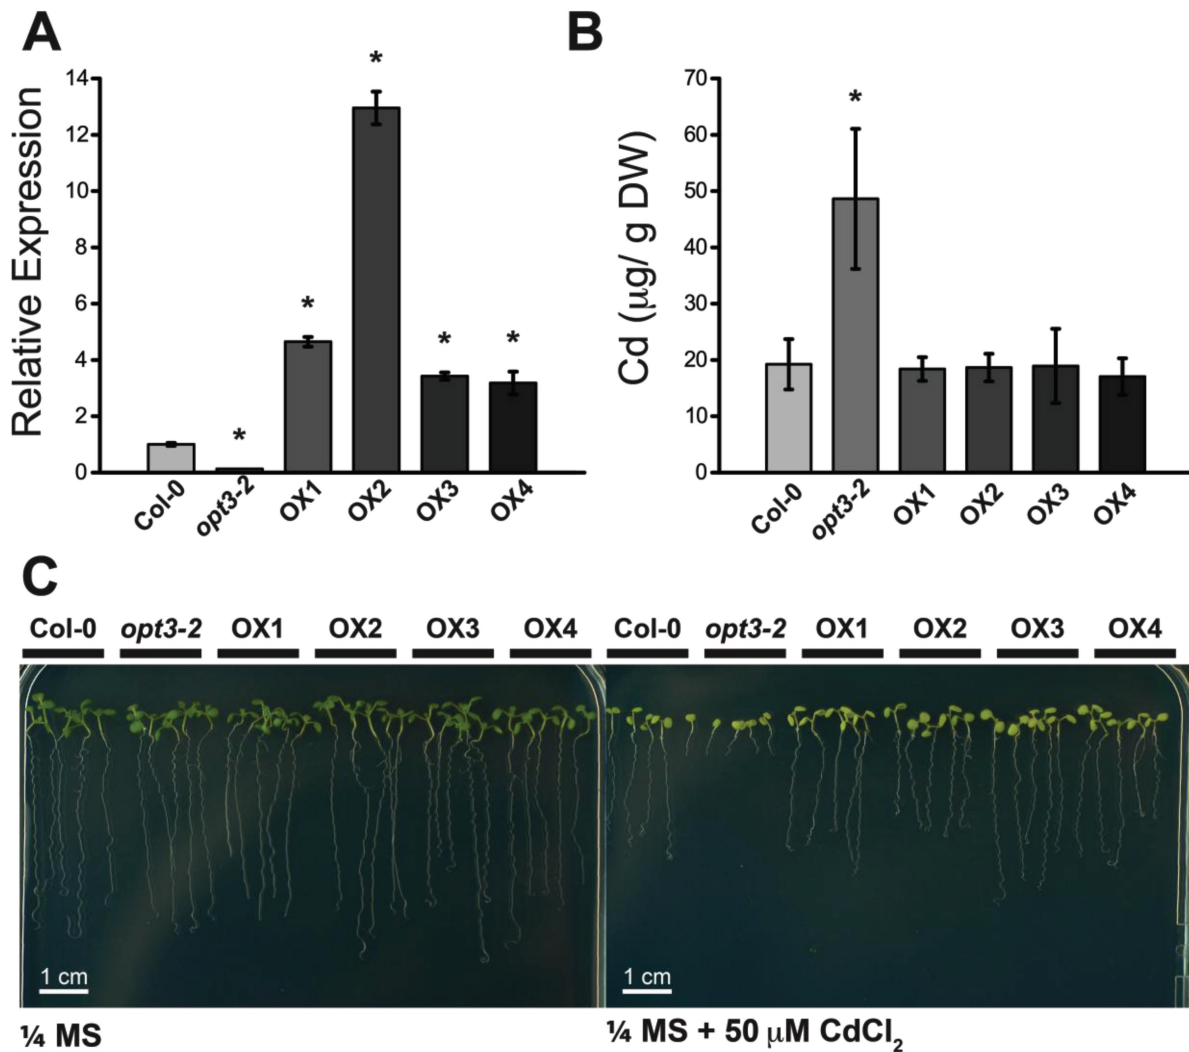 A
Relative Expression
14
12
10
8
6
4
2
0
*
*
*
*
*
Col-0
opt3-2
OX1
OX2
OX3
OX4
B
Cd (µg/ g DW)
70
60
50
40
30
20
10
0
*
Col-0
opt3-2
OX1
OX2
OX3
OX4
C
Col-0 opt3-2 OX1 OX2 OX3 OX4 Col-0 opt3-2 OX1 OX2 OX3 OX4
1 cm
1 cm
¼ MS
¼ MS + 50 µM CdCl₂